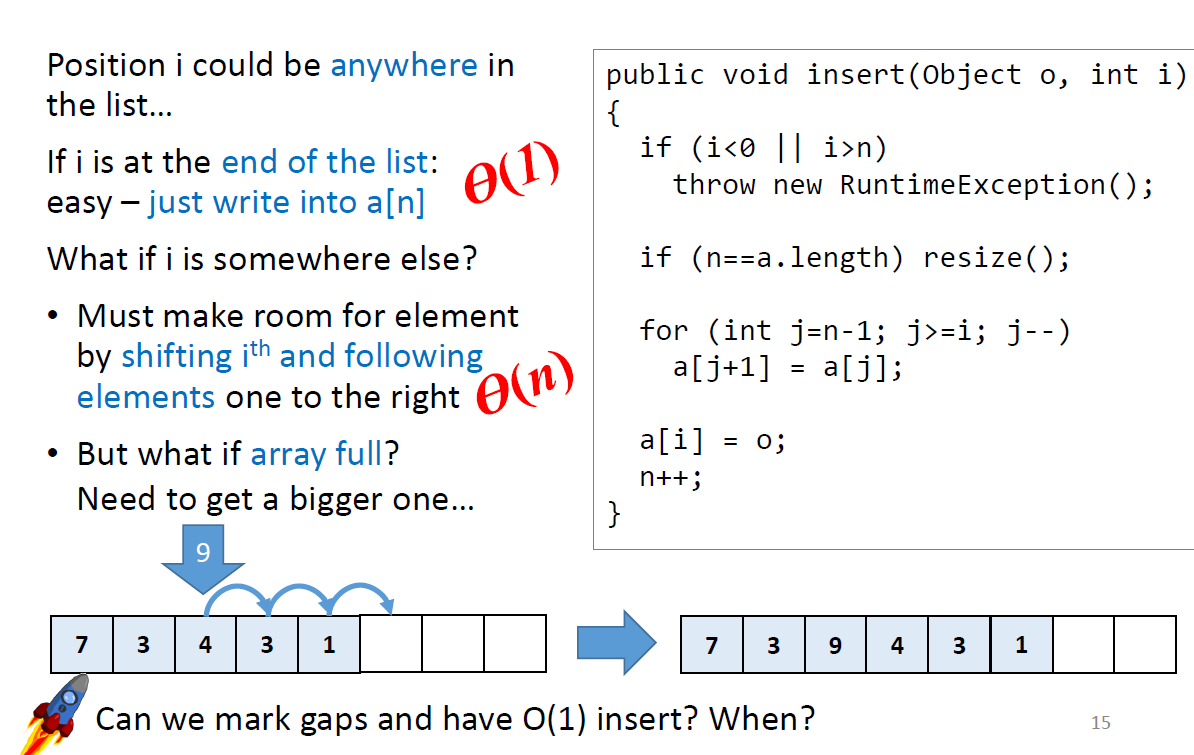 Position i could be anywhere in
the list…
If i is at the end of the list:
easy – just write into a[n]
Θ(1)
What if i is somewhere else?
• Must make room for element
by shifting iᵗʰ and following
elements one to the right
Θ(n)
• But what if array full?
Need to get a bigger one…
public void insert(Object o, int i)
{
if (i<0 || i>n)
throw new RuntimeException();
if (n==a.length) resize();
for (int j=n-1; j>=i; j--)
a[j+1] = a[j];
a[i] = o;
n++;
}
9
7 3 4 3 1
7 3 9 4 3 1
Can we mark gaps and have O(1) insert? When?
15